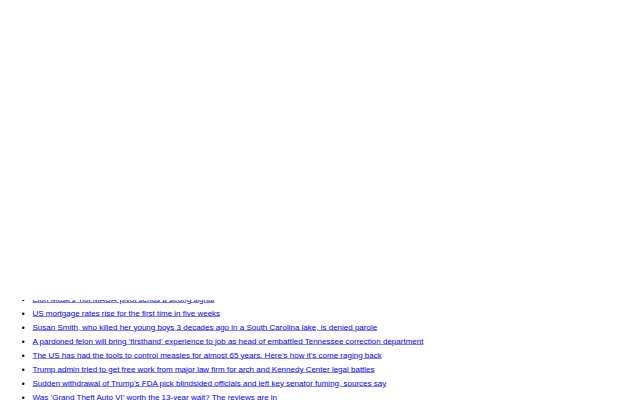 US mortgage rates rise for the first time in five weeks
Susan Smith, who killed her young boys 3 decades ago in a South Carolina lake, is denied parole
A pardoned felon will bring ‘firsthand’ experience to job as head of embattled Tennessee correction department
The US has had the tools to control measles for almost 65 years. Here’s how it’s come raging back
Trump admin tried to get free work from major law firm for arch and Kennedy Center legal battles
Sudden withdrawal of Trump’s FDA pick blindsided officials and left key senator fuming, sources say
Was ‘Grand Theft Auto VI’ worth the 13-year wait? The reviews are in